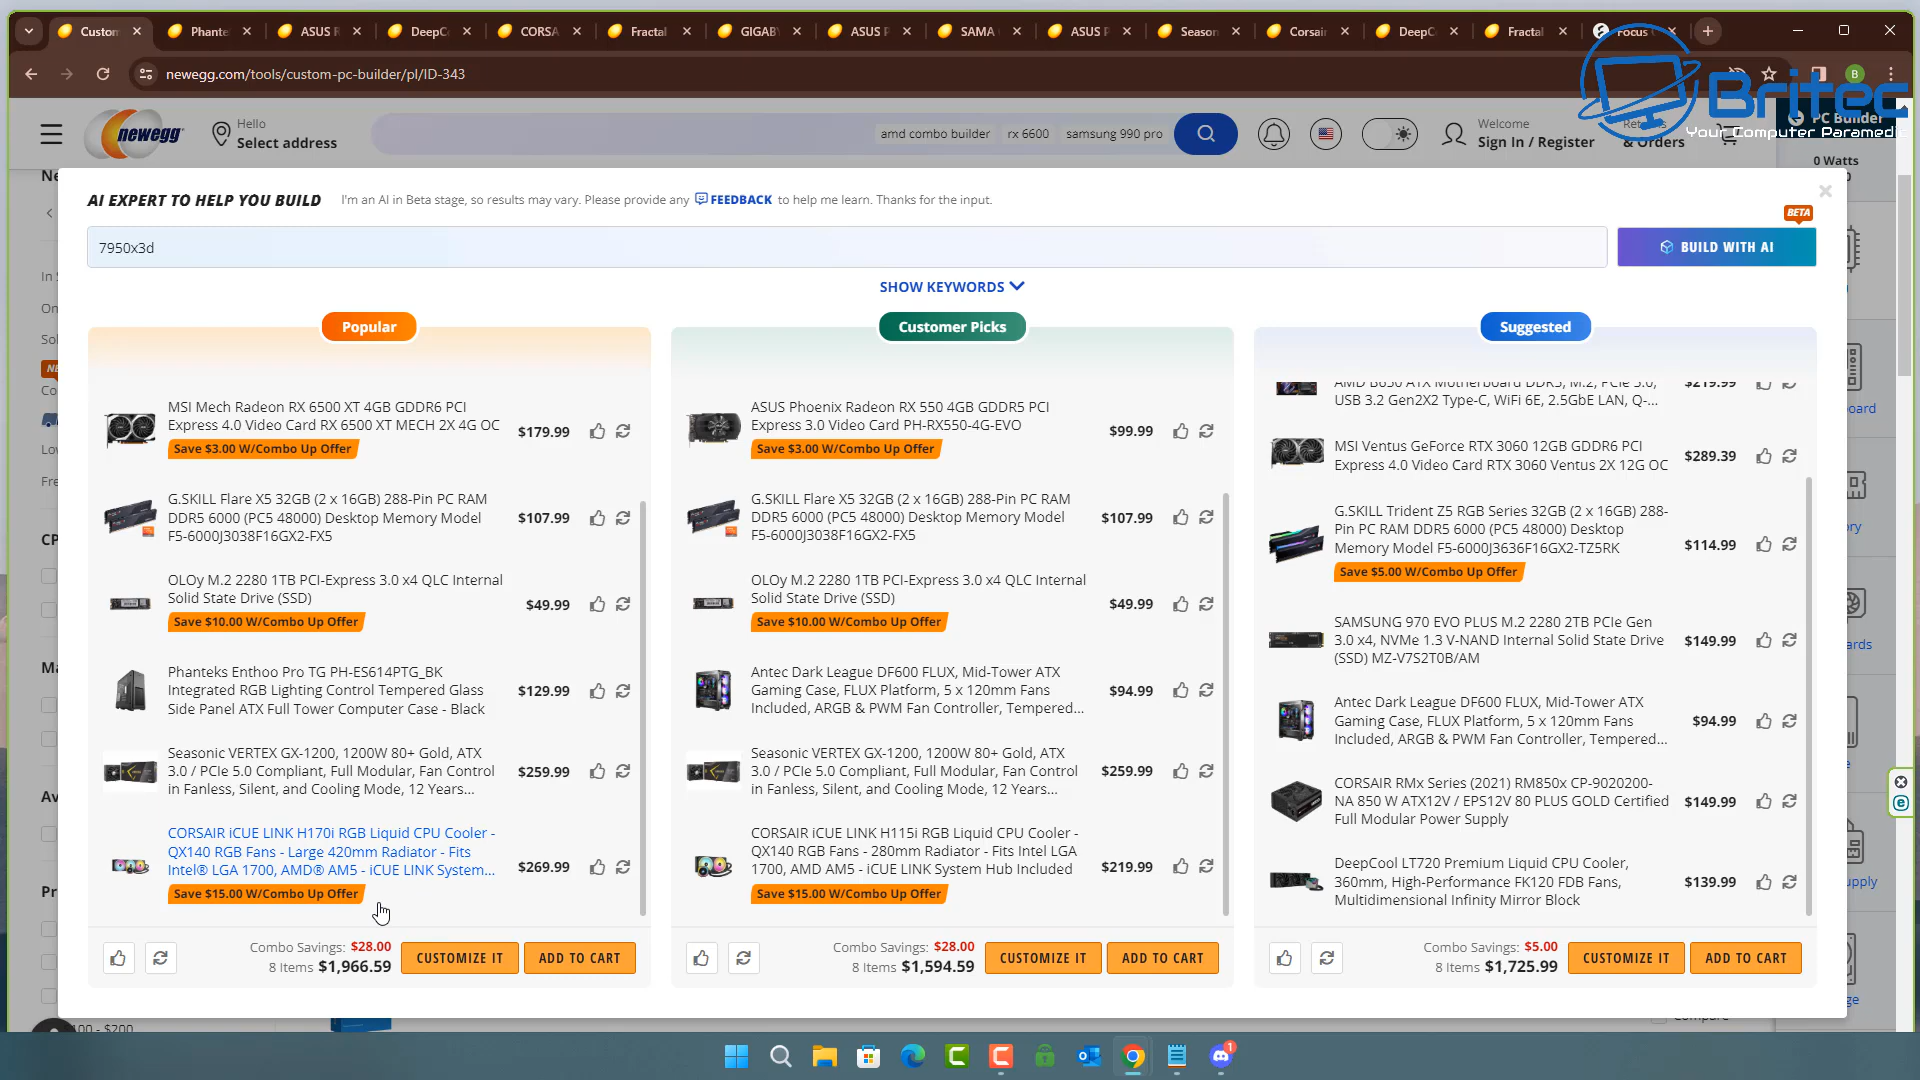 Custom
Phante
ASUS R
DeepCo
CORSA
Fractal
GIGAB
ASUS P
SAMA
ASUS P
Season
Corsair
DeepC
Fractal
Focus
newegg.com/tools/custom-pc-builder/pl/ID-343
B
Britec
Your Computer Paramedic
newegg
Hello
Select address
amd combo builder
rx 6600
samsung 990 pro
Welcome
Sign In / Register
& Orders
PC Builder
0 Watts
AI EXPERT TO HELP YOU BUILD
I'm an AI in Beta stage, so results may vary. Please provide any FEEDBACK to help me learn. Thanks for the input.
BETA
7950x3d
BUILD WITH AI
SHOW KEYWORDS
Popular
MSI Mech Radeon RX 6500 XT 4GB GDDR6 PCI
Express 4.0 Video Card RX 6500 XT MECH 2X 4G OC
$179.99
Save $3.00 W/Combo Up Offer
G.SKILL Flare X5 32GB (2 x 16GB) 288-Pin PC RAM
DDR5 6000 (PC5 48000) Desktop Memory Model
F5-6000J3038F16GX2-FX5
$107.99
OLOy M.2 2280 1TB PCI-Express 3.0 x4 QLC Internal
Solid State Drive (SSD)
$49.99
Save $10.00 W/Combo Up Offer
Phanteks Enthoo Pro TG PH-ES614PTG_BK
Integrated RGB Lighting Control Tempered Glass
Side Panel ATX Full Tower Computer Case - Black
$129.99
Seasonic VERTEX GX-1200, 1200W 80+ Gold, ATX
3.0 / PCIe 5.0 Compliant, Full Modular, Fan Control
in Fanless, Silent, and Cooling Mode, 12 Years...
$259.99
CORSAIR iCUE LINK H170i RGB Liquid CPU Cooler -
QX140 RGB Fans - Large 420mm Radiator - Fits
Intel® LGA 1700, AMD® AM5 - iCUE LINK System...
$269.99
Save $15.00 W/Combo Up Offer
Combo Savings: $28.00
8 Items $1,966.59
CUSTOMIZE IT
ADD TO CART
Customer Picks
ASUS Phoenix Radeon RX 550 4GB GDDR5 PCI
Express 3.0 Video Card PH-RX550-4G-EVO
$99.99
Save $3.00 W/Combo Up Offer
G.SKILL Flare X5 32GB (2 x 16GB) 288-Pin PC RAM
DDR5 6000 (PC5 48000) Desktop Memory Model
F5-6000J3038F16GX2-FX5
$107.99
OLOy M.2 2280 1TB PCI-Express 3.0 x4 QLC Internal
Solid State Drive (SSD)
$49.99
Save $10.00 W/Combo Up Offer
Antec Dark League DF600 FLUX, Mid-Tower ATX
Gaming Case, FLUX Platform, 5 x 120mm Fans
Included, ARGB & PWM Fan Controller, Tempered...
$94.99
Seasonic VERTEX GX-1200, 1200W 80+ Gold, ATX
3.0 / PCIe 5.0 Compliant, Full Modular, Fan Control
in Fanless, Silent, and Cooling Mode, 12 Years...
$259.99
CORSAIR iCUE LINK H115i RGB Liquid CPU Cooler -
QX140 RGB Fans - 280mm Radiator - Fits Intel LGA
1700, AMD AM5 - iCUE LINK System Hub Included
$219.99
Save $15.00 W/Combo Up Offer
Combo Savings: $28.00
8 Items $1,594.59
CUSTOMIZE IT
ADD TO CART
Suggested
AMD B650 ATX Motherboard DDR5, M.2, PCIe 5.0,
USB 3.2 Gen2X2 Type-C, WiFi 6E, 2.5GbE LAN, Q-...
$219.99
MSI Ventus GeForce RTX 3060 12GB GDDR6 PCI
Express 4.0 Video Card RTX 3060 Ventus 2X 12G OC
$289.39
G.SKILL Trident Z5 RGB Series 32GB (2 x 16GB) 288-
Pin PC RAM DDR5 6000 (PC5 48000) Desktop
Memory Model F5-6000J3636F16GX2-TZ5RK
$114.99
Save $5.00 W/Combo Up Offer
SAMSUNG 970 EVO PLUS M.2 2280 2TB PCIe Gen
3.0 x4, NVMe 1.3 V-NAND Internal Solid State Drive
(SSD) MZ-V7S2T0B/AM
$149.99
Antec Dark League DF600 FLUX, Mid-Tower ATX
Gaming Case, FLUX Platform, 5 x 120mm Fans
Included, ARGB & PWM Fan Controller, Tempered...
$94.99
CORSAIR RMx Series (2021) RM850x CP-9020200-
NA 850 W ATX12V / EPS12V 80 PLUS GOLD Certified
Full Modular Power Supply
$149.99
DeepCool LT720 Premium Liquid CPU Cooler,
360mm, High-Performance FK120 FDB Fans,
Multidimensional Infinity Mirror Block
$139.99
Combo Savings: $5.00
8 Items $1,725.99
CUSTOMIZE IT
ADD TO CART
1